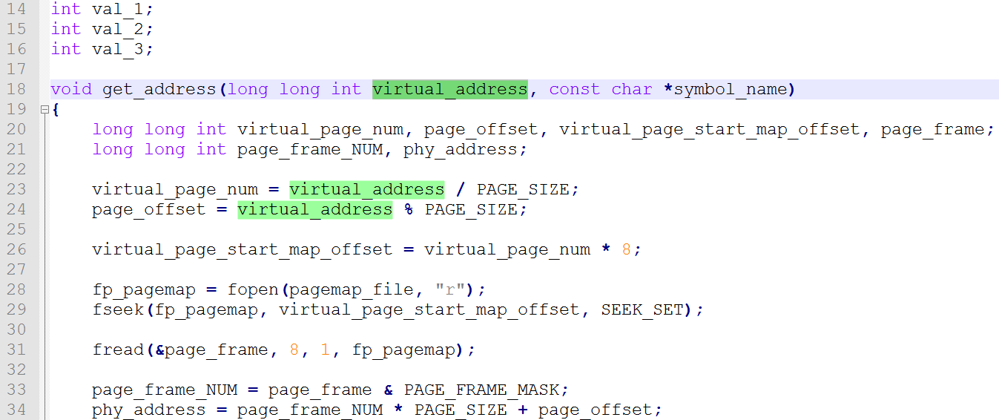 14 int val_1;
15 int val_2;
16 int val_3;
17
18 void get_address(long long int virtual_address, const char *symbol_name)
19 {
20 long long int virtual_page_num, page_offset, virtual_page_start_map_offset, page_frame;
21 long long int page_frame_NUM, phy_address;
22
23 virtual_page_num = virtual_address / PAGE_SIZE;
24 page_offset = virtual_address % PAGE_SIZE;
25
26 virtual_page_start_map_offset = virtual_page_num * 8;
27
28 fp_pagemap = fopen(pagemap_file, "r");
29 fseek(fp_pagemap, virtual_page_start_map_offset, SEEK_SET);
30
31 fread(&page_frame, 8, 1, fp_pagemap);
32
33 page_frame_NUM = page_frame & PAGE_FRAME_MASK;
34 phy_address = page_frame_NUM * PAGE_SIZE + page_offset;